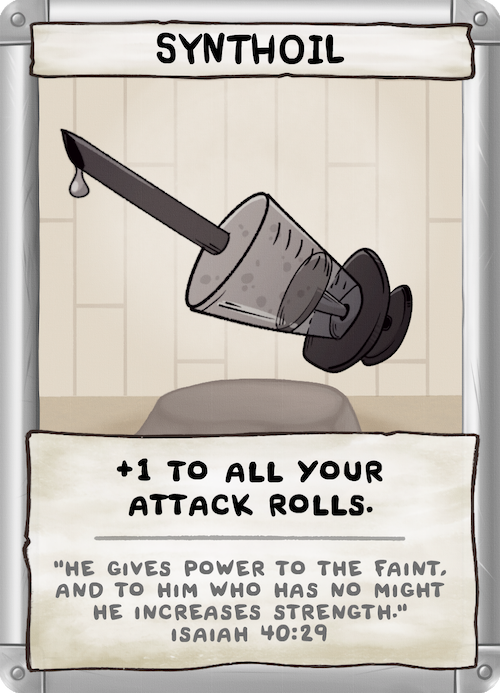 SYNTHOIL
+1 TO ALL YOUR
ATTACK ROLLS.
"HE GIVES POWER TO THE FAINT,
AND TO HIM WHO HAS NO MIGHT
HE INCREASES STRENGTH."
ISAIAH 40:29